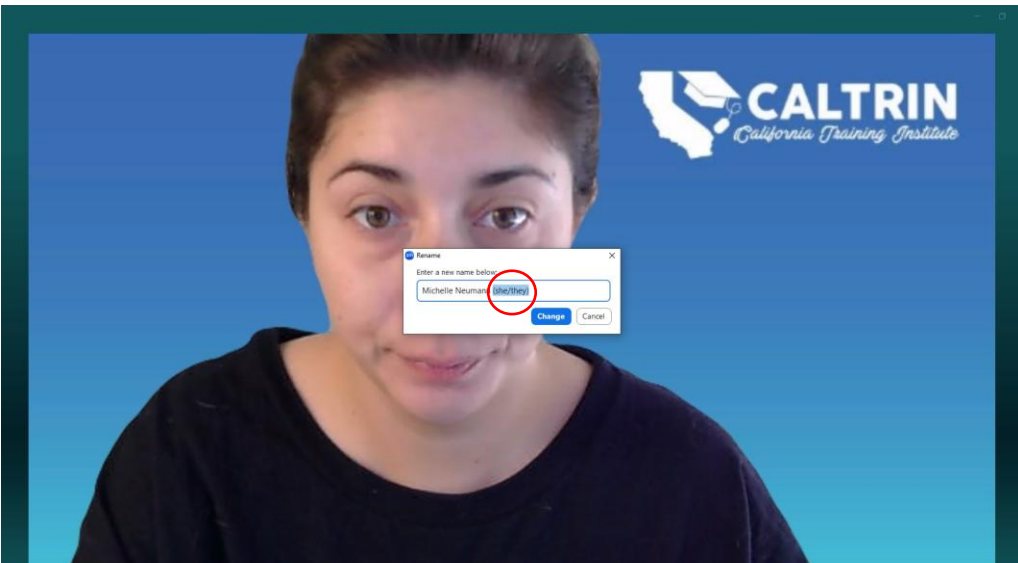 CALTRIN
California Training Institute
Rename
Enter a new name below:
Michelle Neumann (she/they)
Change
Cancel